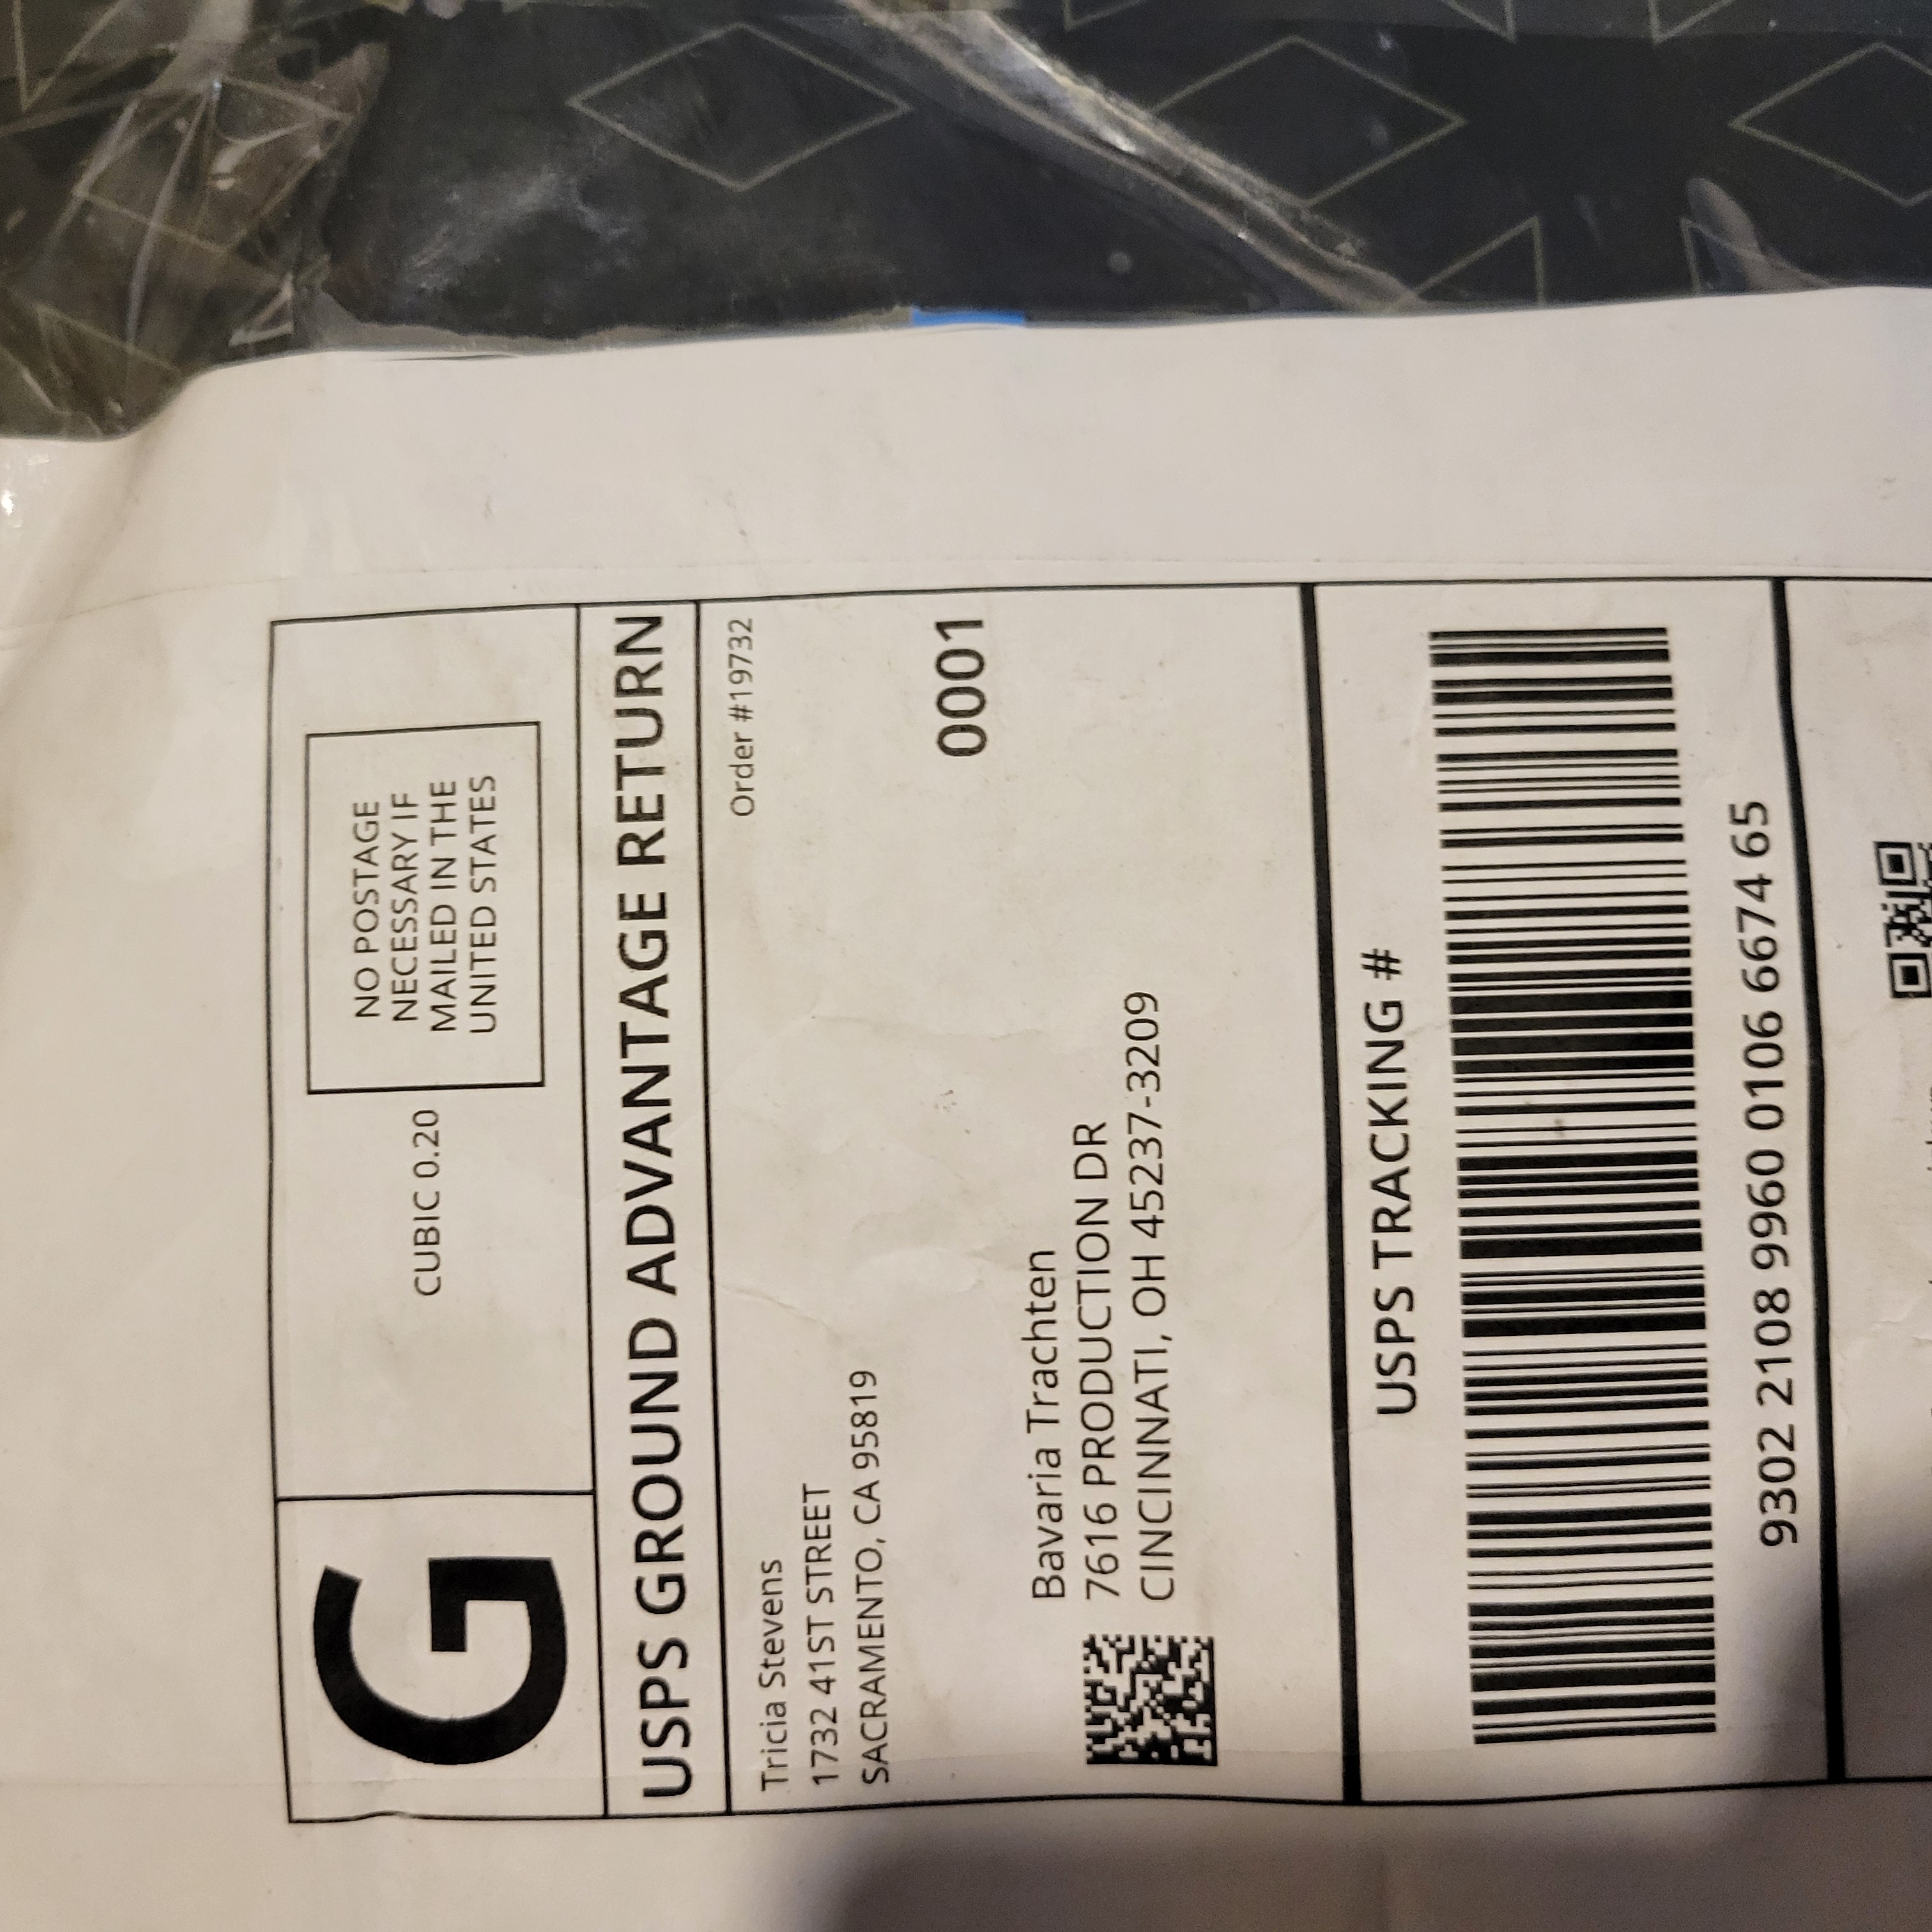 G
CUBIC 0.20
NO POSTAGE
NECESSARY IF
MAILED IN THE
UNITED STATES
USPS GROUND ADVANTAGE RETURN
Order #19732
Tricia Stevens
1732 41ST STREET
SACRAMENTO, CA 95819
0001
Bavaria Trachten
7616 PRODUCTION DR
CINCINNATI, OH 45237-3209
USPS TRACKING #
9302 2108 9960 0106 6674 65